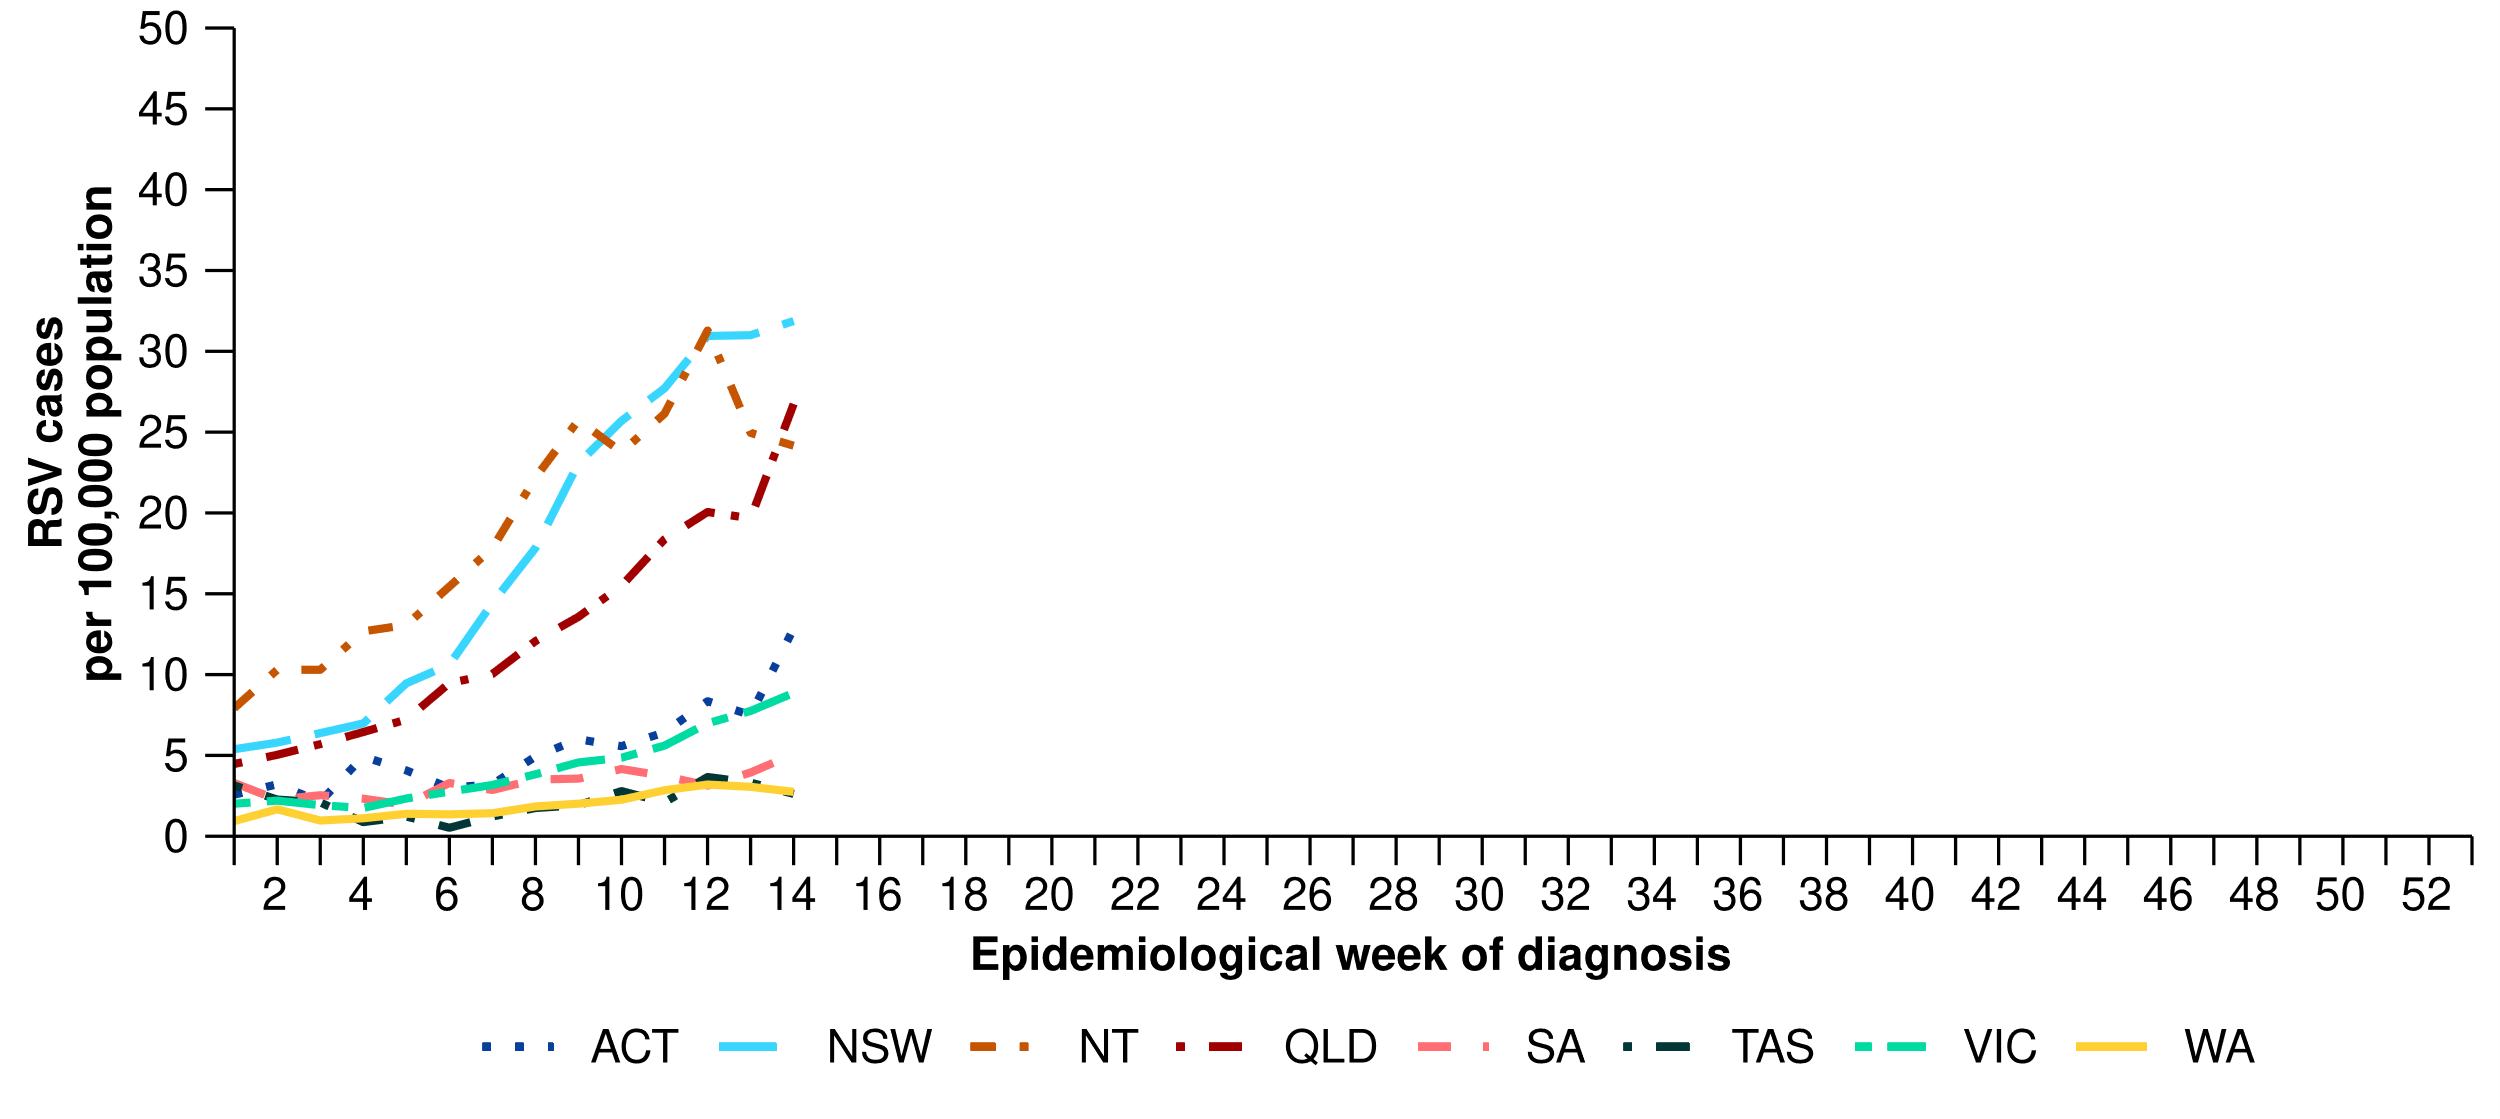 RSV cases
per 100,000 population
50
45
40
35
30
25
20
15
10
5
0
2 4 6 8 10 12 14 16 18 20 22 24 26 28 30 32 34 36 38 40 42 44 46 48 50 52
Epidemiological week of diagnosis
ACT NSW NT QLD SA TAS VIC WA